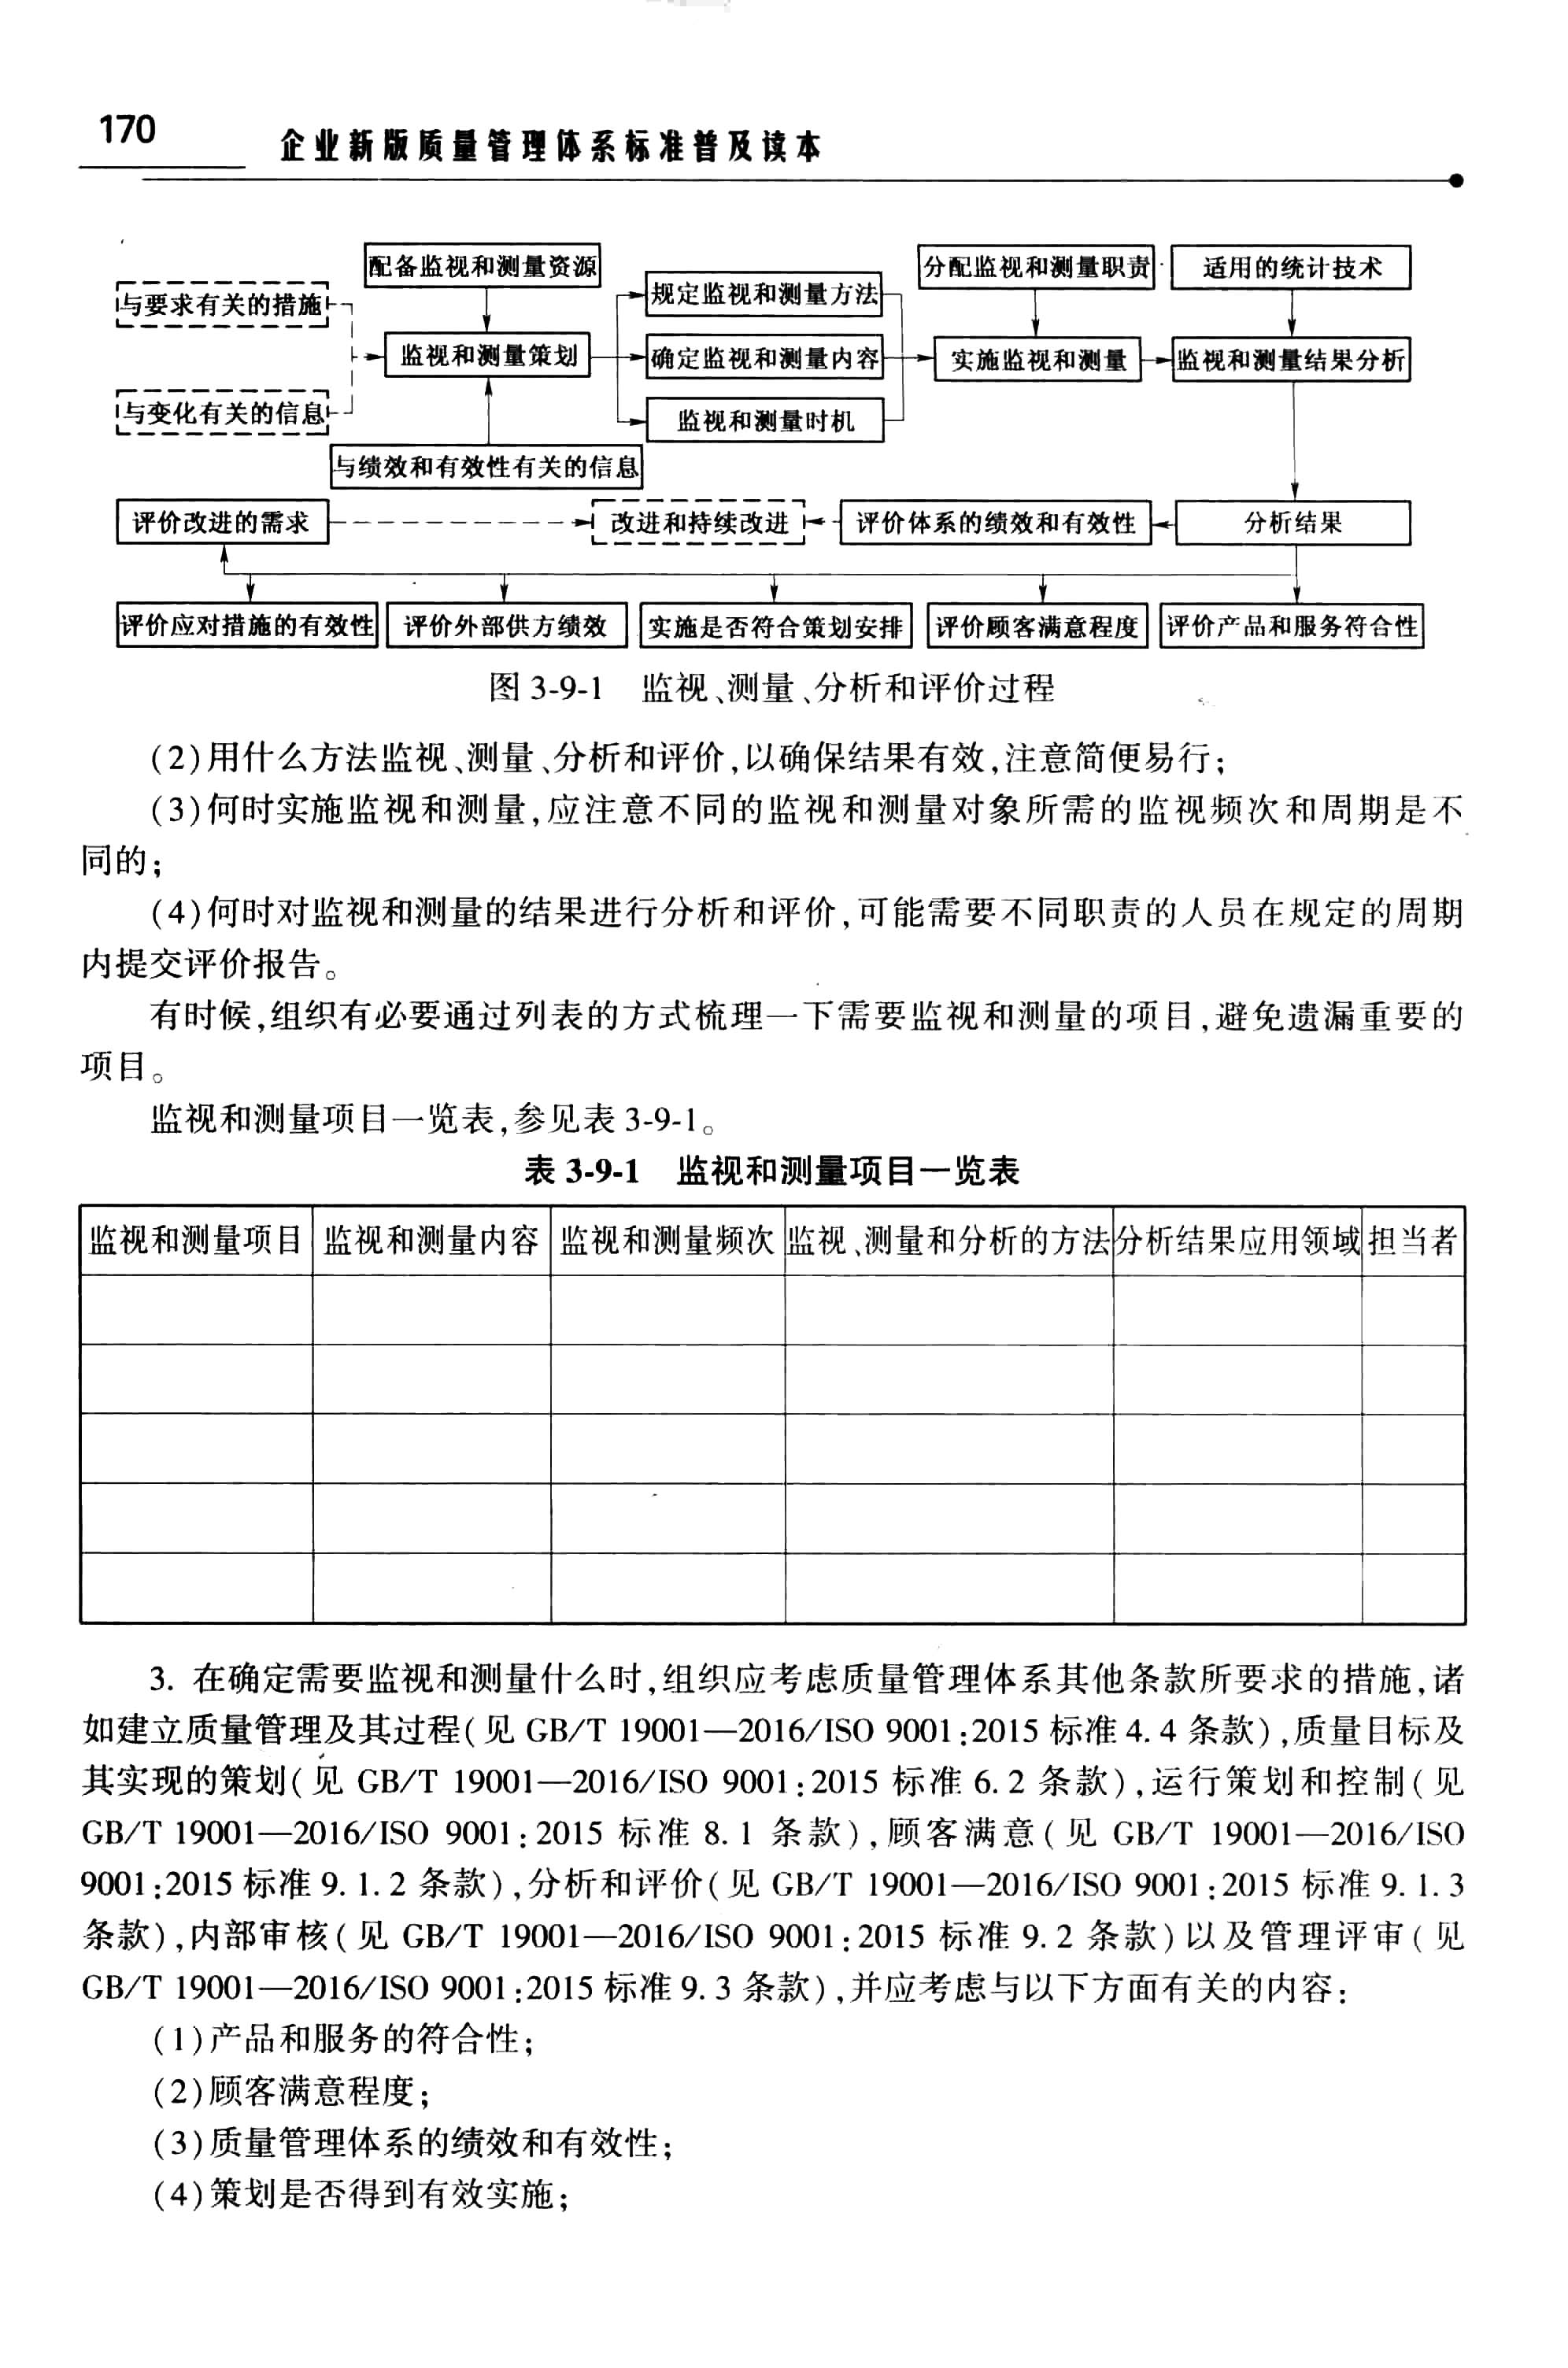 170
企业新版质量管理体系标准普及读本
配备监视和测量资源
分配监视和测量职责
适用的统计技术
与要求有关的措施
规定监视和测量方法
监视和测量策划
确定监视和测量内容
实施监视和测量
监视和测量结果分析
与变化有关的信息
监视和测量时机
与绩效和有效性有关的信息
评价改进的需求
改进和持续改进
评价体系的绩效和有效性
分析结果
评价应对措施的有效性
评价外部供方绩效
实施是否符合策划安排
评价顾客满意程度
评价产品和服务符合性
图 3-9-1 监视、测量、分析和评价过程
(2)用什么方法监视、测量、分析和评价,以确保结果有效,注意简便易行;
(3)何时实施监视和测量,应注意不同的监视和测量对象所需的监视频次和周期是不
同的;
(4)何时对监视和测量的结果进行分析和评价,可能需要不同职责的人员在规定的周期
内提交评价报告。
有时候,组织有必要通过列表的方式梳理一下需要监视和测量的项目,避免遗漏重要的
项目。
监视和测量项目一览表,参见表 3-9-1。
表 3-9-1 监视和测量项目一览表
监视和测量项目 监视和测量内容 监视和测量频次 监视、测量和分析的方法 分析结果应用领域 担当者
3. 在确定需要监视和测量什么时,组织应考虑质量管理体系其他条款所要求的措施,诸
如建立质量管理及其过程(见 GB/T 19001—2016/ISO 9001:2015 标准 4.4 条款),质量目标及
其实现的策划(见 GB/T 19001—2016/ISO 9001:2015 标准 6.2 条款),运行策划和控制(见
GB/T 19001—2016/ISO 9001:2015 标准 8.1 条款),顾客满意(见 GB/T 19001—2016/ISO
9001:2015 标准 9.1.2 条款),分析和评价(见 GB/T 19001—2016/ISO 9001:2015 标准 9.1.3
条款),内部审核(见 GB/T 19001—2016/ISO 9001:2015 标准 9.2 条款)以及管理评审(见
GB/T 19001—2016/ISO 9001:2015 标准 9.3 条款),并应考虑与以下方面有关的内容:
(1)产品和服务的符合性;
(2)顾客满意程度;
(3)质量管理体系的绩效和有效性;
(4)策划是否得到有效实施;